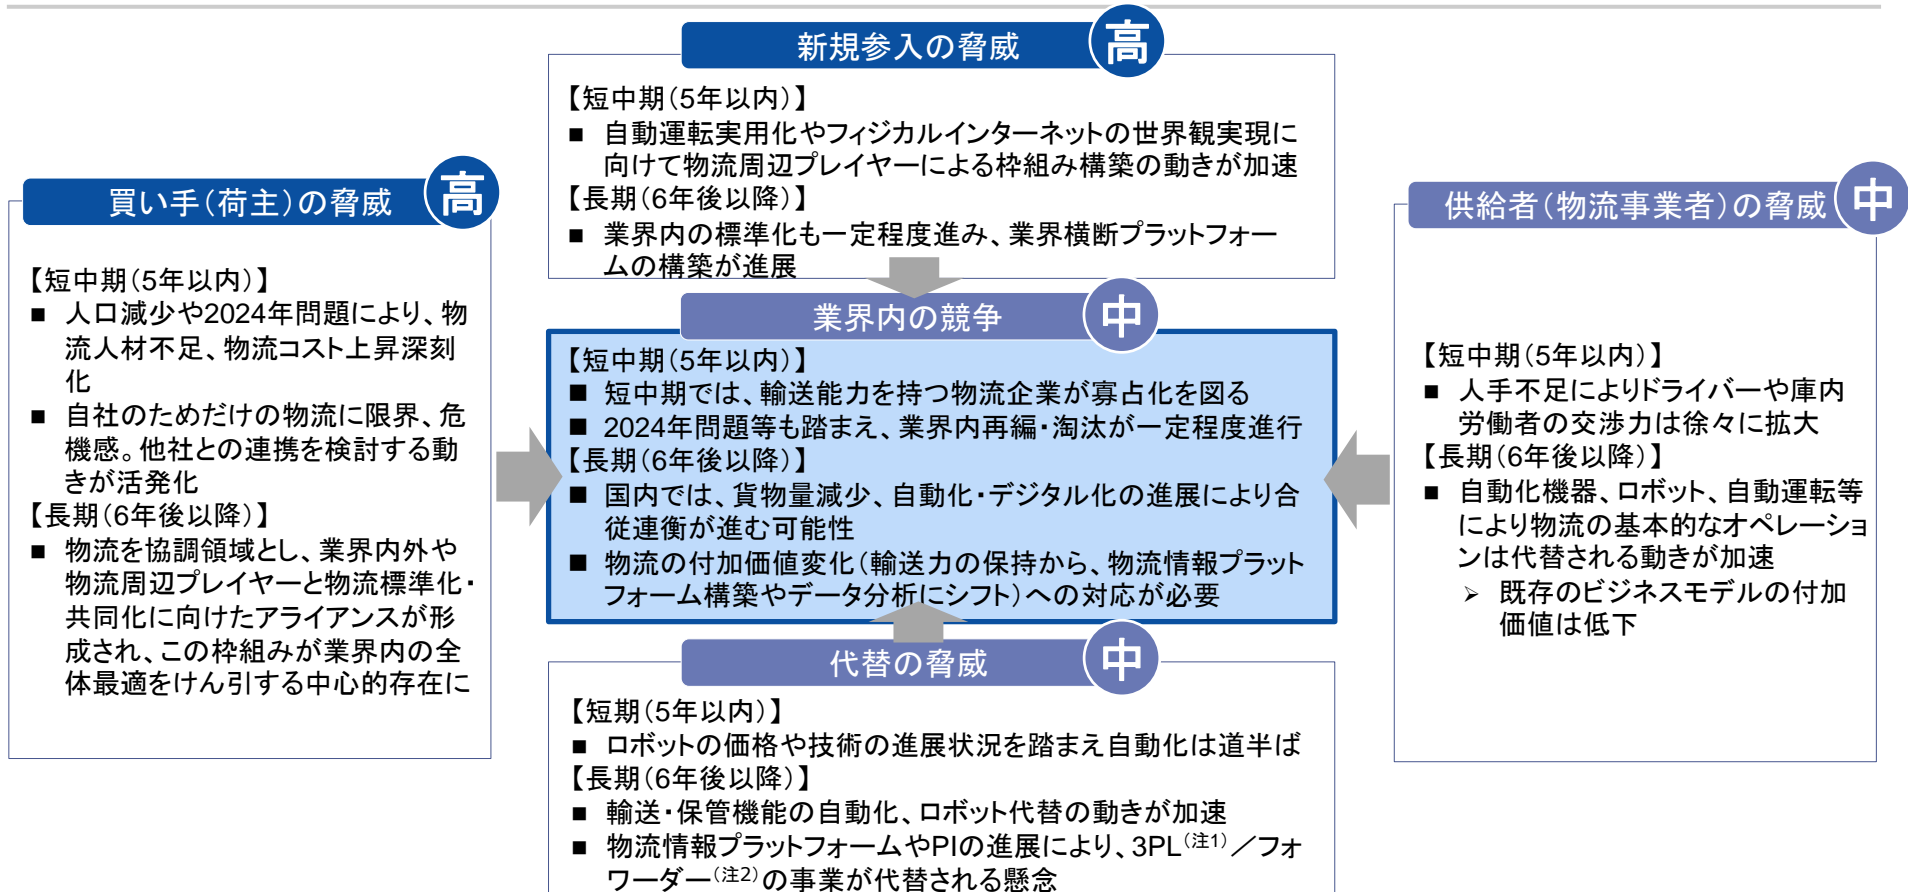 新規参入の脅威 高
【短中期(5年以内)】
■ 自動運転実用化やフィジカルインターネットの世界観実現に
向けて物流周辺プレイヤーによる枠組み構築の動きが加速
【長期(6年後以降)】
■ 業界内の標準化も一定程度進み、業界横断プラットフォー
ムの構築が進展
買い手(荷主)の脅威 高
【短中期(5年以内)】
■ 人口減少や2024年問題により、物
流人材不足、物流コスト上昇深刻
化
■ 自社のためだけの物流に限界、危
機感。他社との連携を検討する動
きが活発化
【長期(6年後以降)】
■ 物流を協調領域とし、業界内外や
物流周辺プレイヤーと物流標準化・
共同化に向けたアライアンスが形
成され、この枠組みが業界内の全
体最適をけん引する中心的存在に
業界内の競争 中
【短中期(5年以内)】
■ 短中期では、輸送能力を持つ物流企業が寡占化を図る
■ 2024年問題等も踏まえ、業界内再編・淘汰が一定程度進行
【長期(6年後以降)】
■ 国内では、貨物量減少、自動化・デジタル化の進展により合
従連衡が進む可能性
■ 物流の付加価値変化(輸送力の保持から、物流情報プラット
フォーム構築やデータ分析にシフト)への対応が必要
供給者(物流事業者)の脅威 中
【短中期(5年以内)】
■ 人手不足によりドライバーや庫内
労働者の交渉力は徐々に拡大
【長期(6年後以降)】
■ 自動化機器、ロボット、自動運転等
により物流の基本的なオペレーショ
ンは代替される動きが加速
➢ 既存のビジネスモデルの付加
価値は低下
代替の脅威 中
【短期(5年以内)】
■ ロボットの価格や技術の進展状況を踏まえ自動化は道半ば
【長期(6年後以降)】
■ 輸送・保管機能の自動化、ロボット代替の動きが加速
■ 物流情報プラットフォームやPIの進展により、3PL(注1)／フォ
ワーダー(注2)の事業が代替される懸念